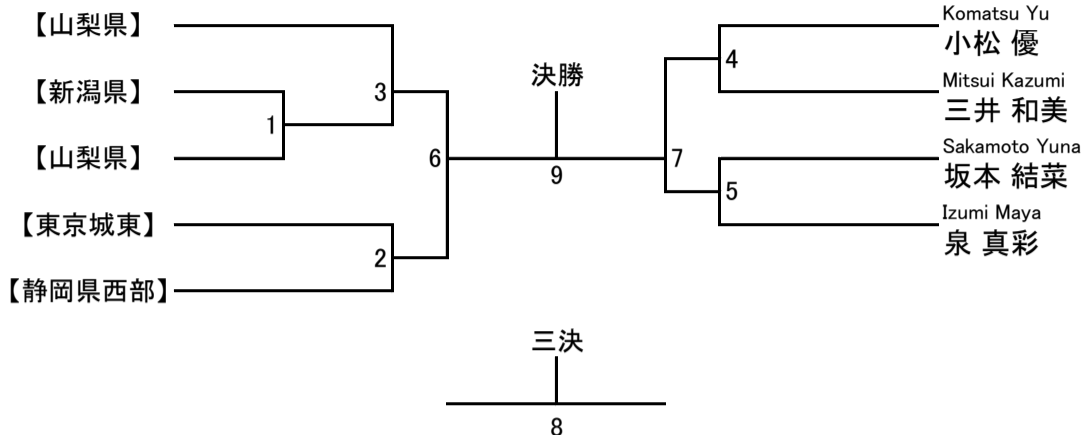 【山梨県】
【新潟県】
【山梨県】
【東京城東】
【静岡県西部】
1
3
2
6
決勝
9
7
4
5
Komatsu Yu
小松 優
Mitsui Kazumi
三井 和美
Sakamoto Yuna
坂本 結菜
Izumi Maya
泉 真彩
三決
8